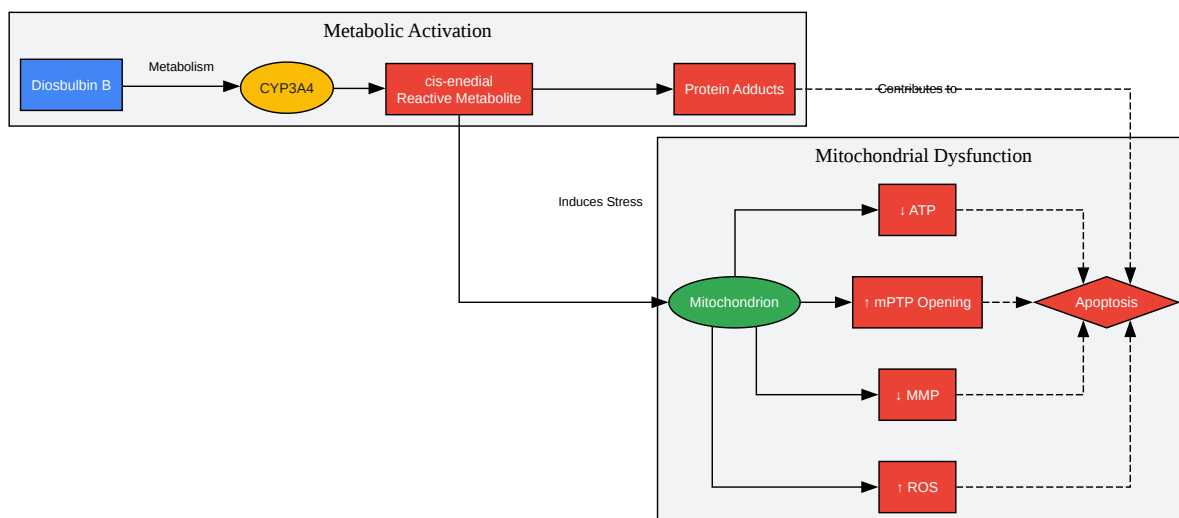 Metabolic Activation
Diosbulbin B
Metabolism
CYP3A4
cis-enedial
Reactive Metabolite
Protein Adducts
Contributes to
Mitochondrial Dysfunction
Induces Stress
↓ ATP
Mitochondrion
↑ mPTP Opening
Apoptosis
↓ MMP
↑ ROS